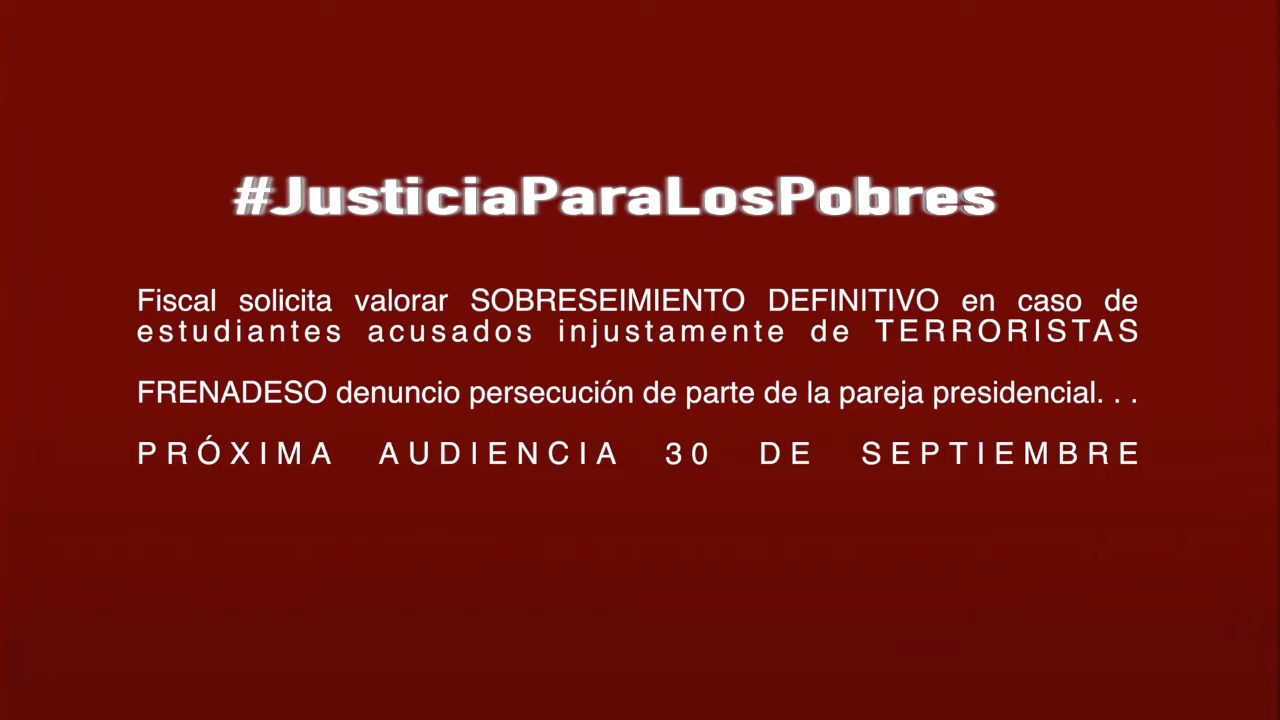 #JusticiaParaLosPobres
Fiscal solicita valorar SOBRESEIMIENTO DEFINITIVO en caso de
estudiantes acusados injustamente de TERRORISTAS
FRENADESO denuncio persecución de parte de la pareja presidencial. . .
PRÓXIMA AUDIENCIA 30 DE SEPTIEMBRE